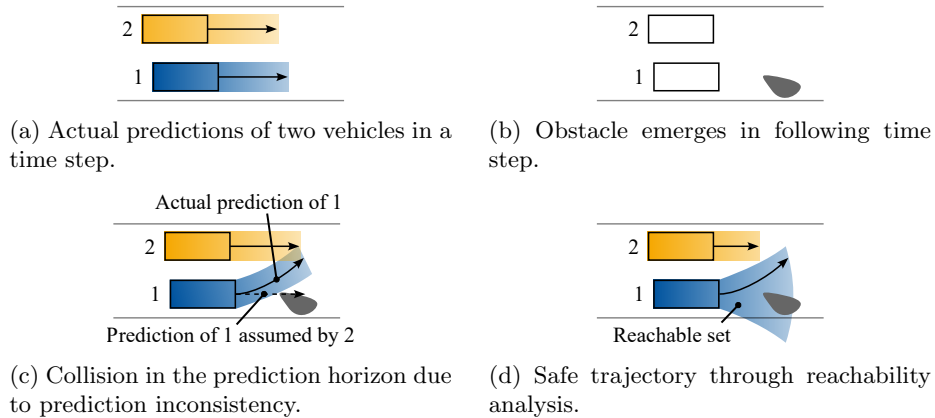 2
1
(a) Actual predictions of two vehicles in a
time step.
2
1
(b) Obstacle emerges in following time
step.
Actual prediction of 1
2
1
Prediction of 1 assumed by 2
(c) Collision in the prediction horizon due
to prediction inconsistency.
2
1
Reachable set
(d) Safe trajectory through reachability
analysis.